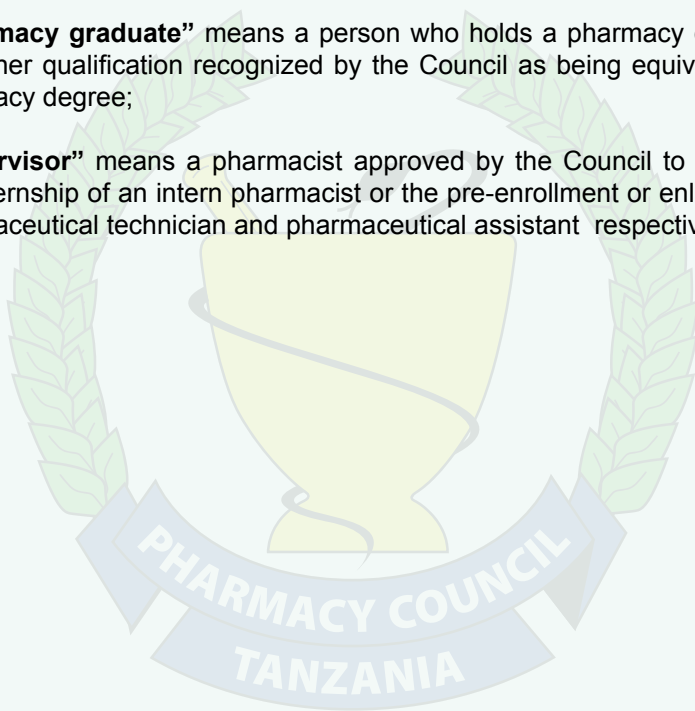 macy graduate” means a person who holds a pharmacy
ner qualification recognized by the Council as being equiv
acy degree;
rvisor” means a pharmacist approved by the Council to
ernship of an intern pharmacist or the pre-enrollment or enl
aceutical technician and pharmaceutical assistant respectiv
PHARMACY COUNCIL
TANZANIA